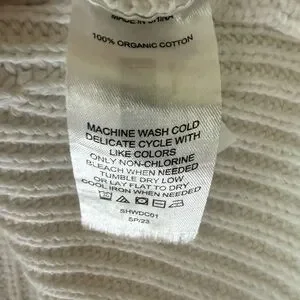 MADE IN CHINA
100% ORGANIC COTTON
MACHINE WASH COLD
DELICATE CYCLE WITH
LIKE COLORS
ONLY NON-CHLORINE
BLEACH WHEN NEEDED
TUMBLE DRY LOW
OR LAY FLAT TO DRY
COOL IRON WHEN NEEDED
SHWDC01
SP/23